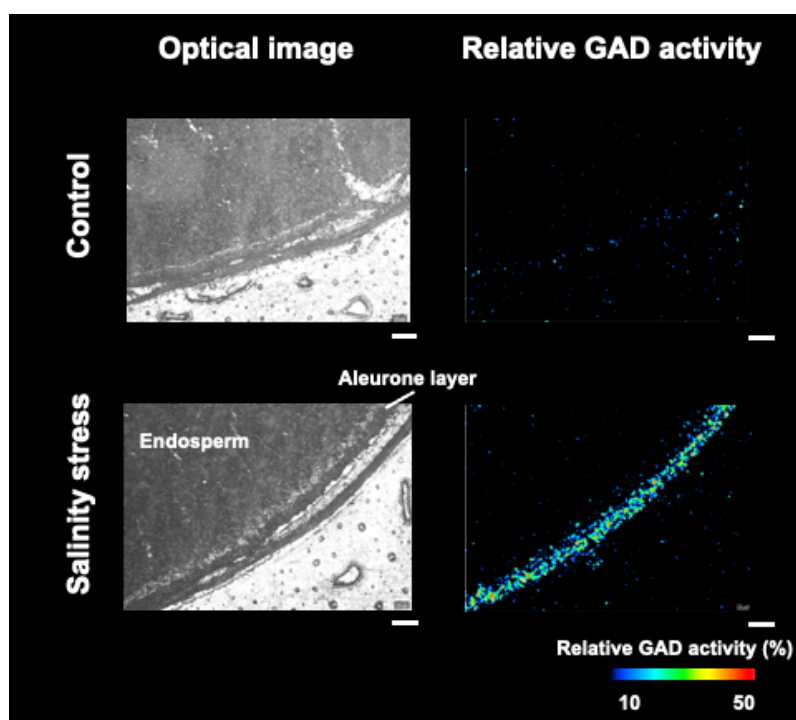 Optical image
Relative GAD activity
Control
Salinity stress
Aleurone layer
Endosperm
Relative GAD activity (%)
10
50